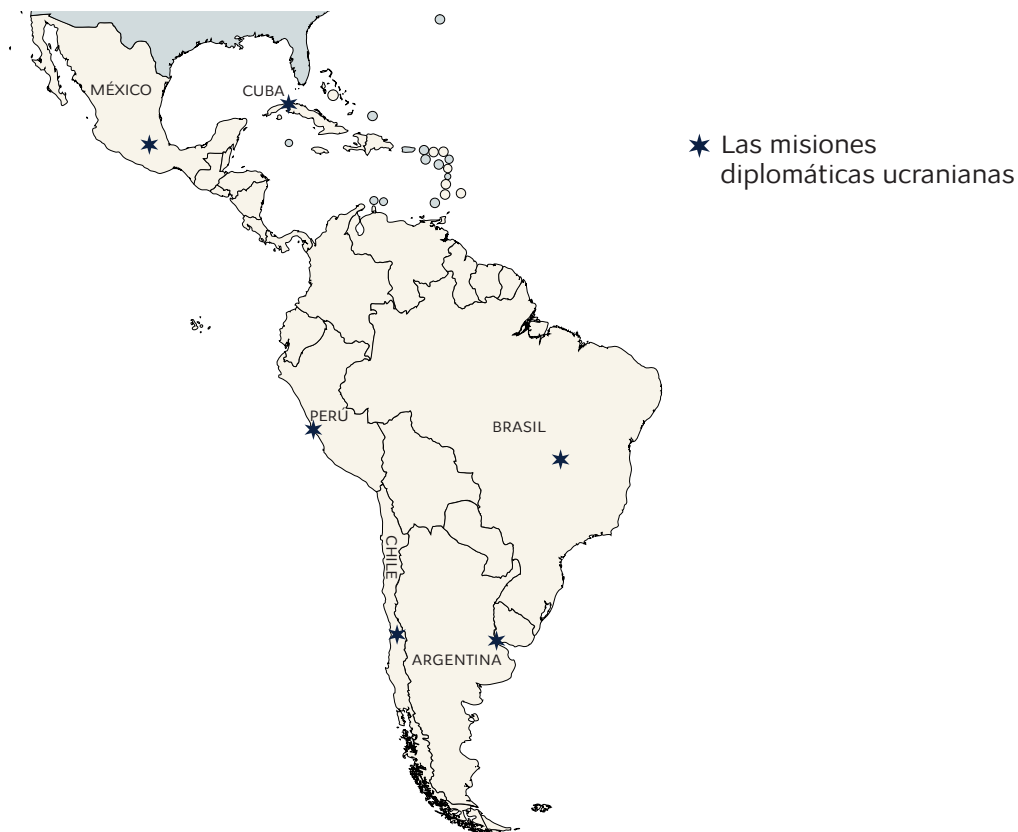 MÉXICO
CUBA
Las misiones
diplomáticas ucranianas
PERÚ
BRASIL
CHILE
ARGENTINA